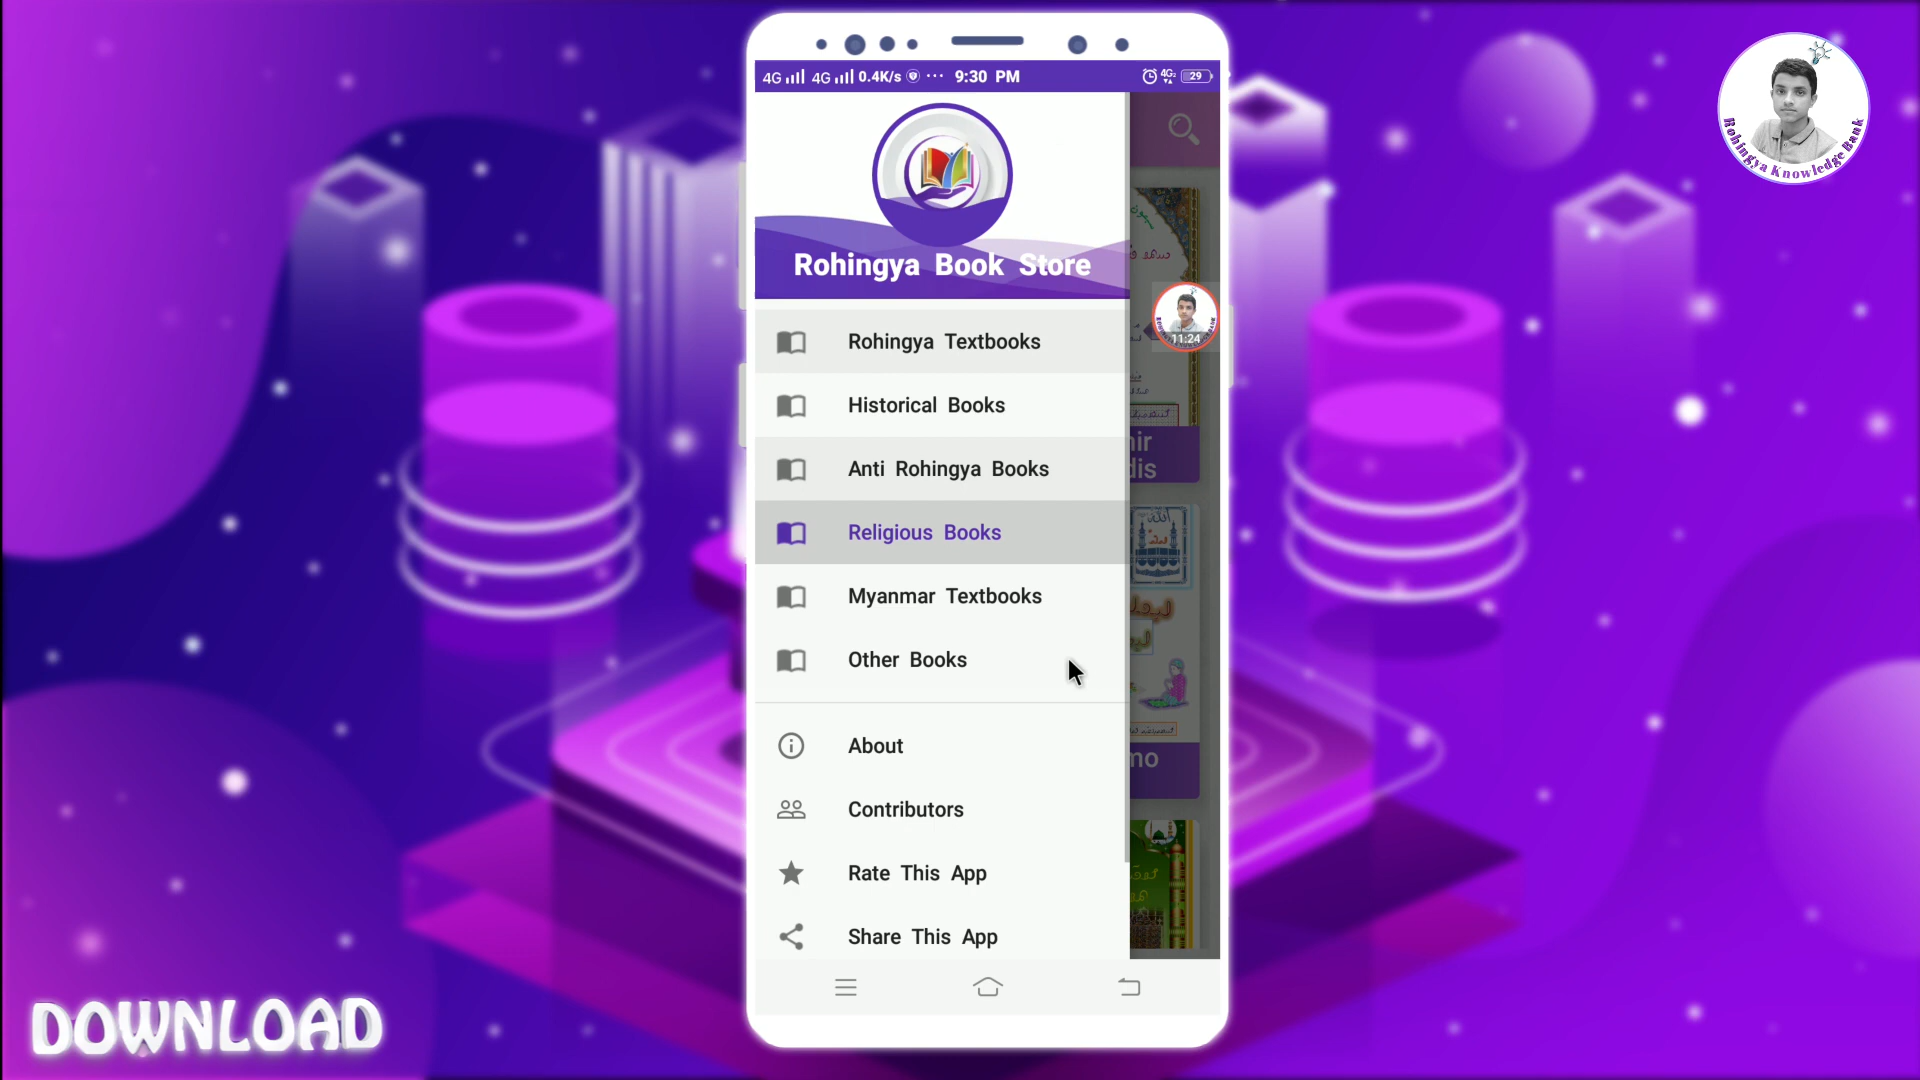 4G 4G 0.4K/s ··· 9:30 PM 4G 29
Rohingya Knowledge Bank
Rohingya Book Store
11:24
Rohingya Textbooks
Historical Books
Anti Rohingya Books
Religious Books
Myanmar Textbooks
Other Books
About
Contributors
Rate This App
Share This App
DOWNLOAD